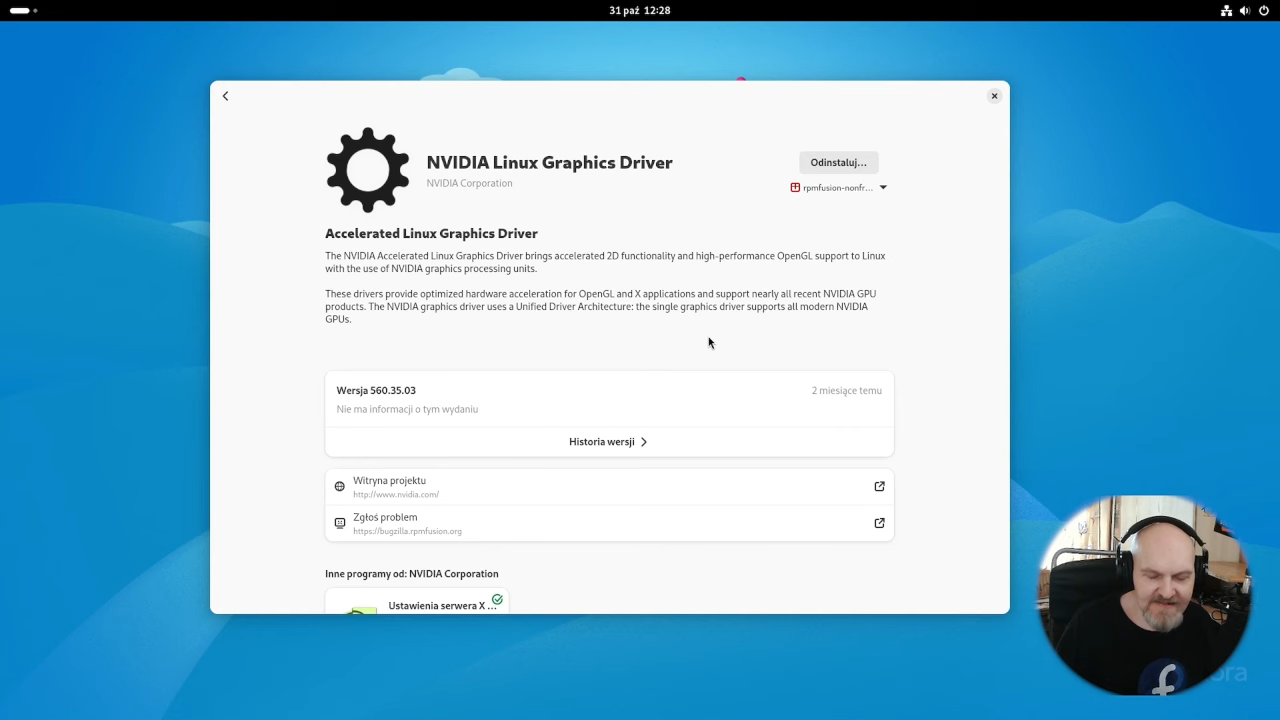 31 paź 12:28
NVIDIA Linux Graphics Driver
NVIDIA Corporation
Odinstaluj…
rpmfusion-nonfr…
Accelerated Linux Graphics Driver
The NVIDIA Accelerated Linux Graphics Driver brings accelerated 2D functionality and high-performance OpenGL support to Linux
with the use of NVIDIA graphics processing units.
These drivers provide optimized hardware acceleration for OpenGL and X applications and support nearly all recent NVIDIA GPU
products. The NVIDIA graphics driver uses a Unified Driver Architecture: the single graphics driver supports all modern NVIDIA
GPUs.
Wersja 560.35.03
2 miesiące temu
Nie ma informacji o tym wydaniu
Historia wersji
Witryna projektu
http://www.nvidia.com/
Zgłoś problem
https://bugzilla.rpmfusion.org
Inne programy od: NVIDIA Corporation
Ustawienia serwera X …
ora